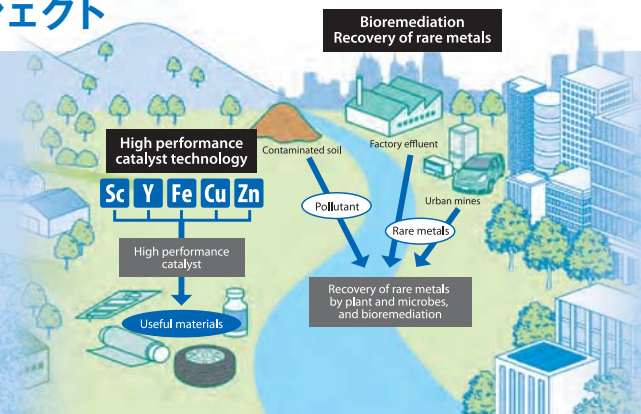 ェクト
Bioremediation
Recovery of rare metals
High performance
catalyst technology
Sc Y Fe Cu Zn
High performance
catalyst
Useful materials
Contaminated soil
Factory effluent
Urban mines
Pollutant
Rare metals
Recovery of rare metals
by plant and microbes,
and bioremediation